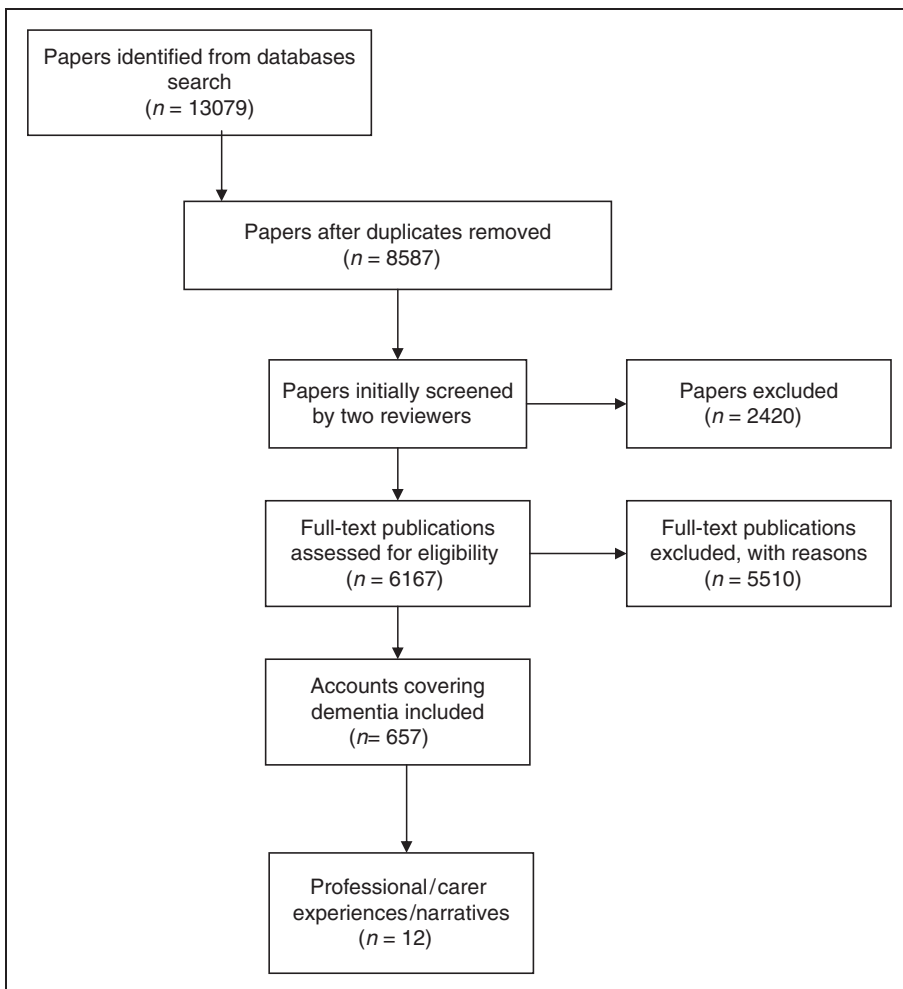 Papers identified from databases
search
(n = 13079)
Papers after duplicates removed
(n = 8587)
Papers initially screened
by two reviewers
Papers excluded
(n = 2420)
Full-text publications
assessed for eligibility
(n = 6167)
Full-text publications
excluded, with reasons
(n = 5510)
Accounts covering
dementia included
(n= 657)
Professional/carer
experiences/narratives
(n = 12)